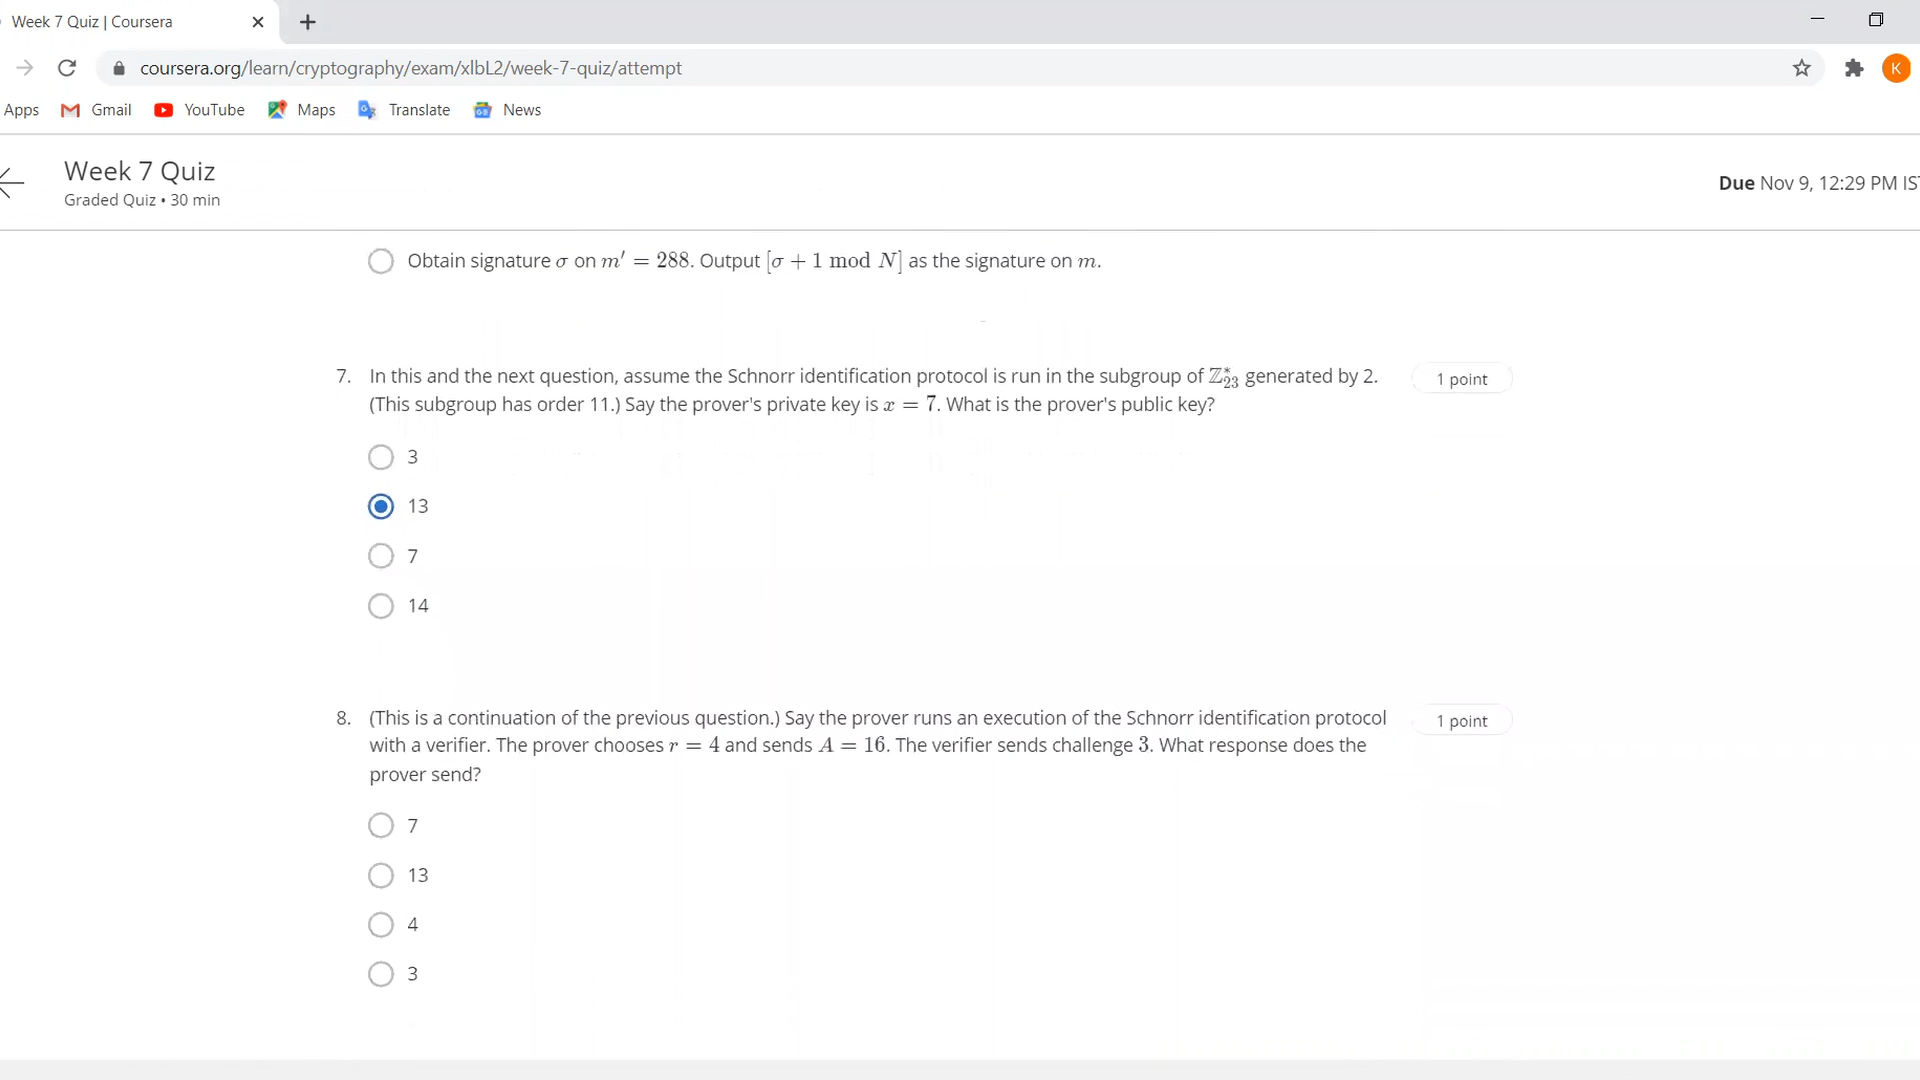 Week 7 Quiz | Coursera
coursera.org/learn/cryptography/exam/xlbL2/week-7-quiz/attempt
K
Apps Gmail YouTube Maps Translate News
Week 7 Quiz
Graded Quiz • 30 min
Due Nov 9, 12:29 PM IST
Obtain signature σ on m′ = 288. Output [σ + 1 mod N] as the signature on m.
7. In this and the next question, assume the Schnorr identification protocol is run in the subgroup of ℤ*₂₃ generated by 2. 1 point
(This subgroup has order 11.) Say the prover's private key is x = 7. What is the prover's public key?
3
13
7
14
8. (This is a continuation of the previous question.) Say the prover runs an execution of the Schnorr identification protocol 1 point
with a verifier. The prover chooses r = 4 and sends A = 16. The verifier sends challenge 3. What response does the
prover send?
7
13
4
3